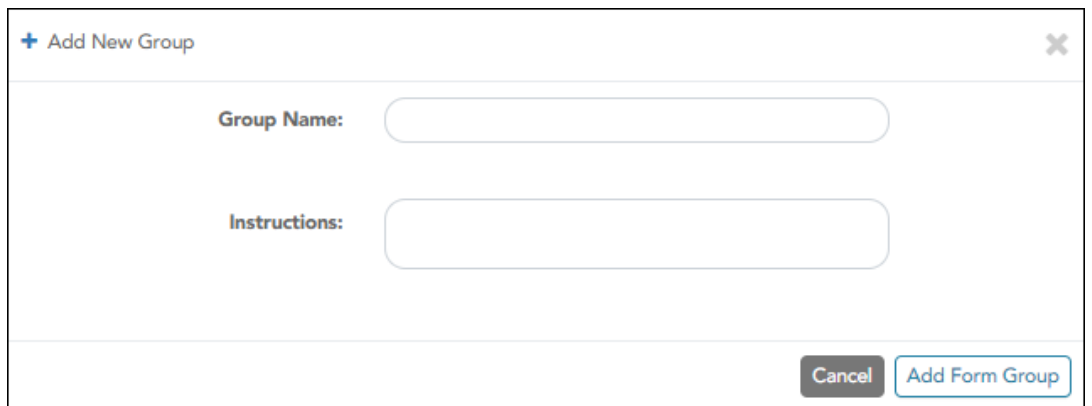 + Add New Group
Group Name:
Instructions:
Cancel
Add Form Group